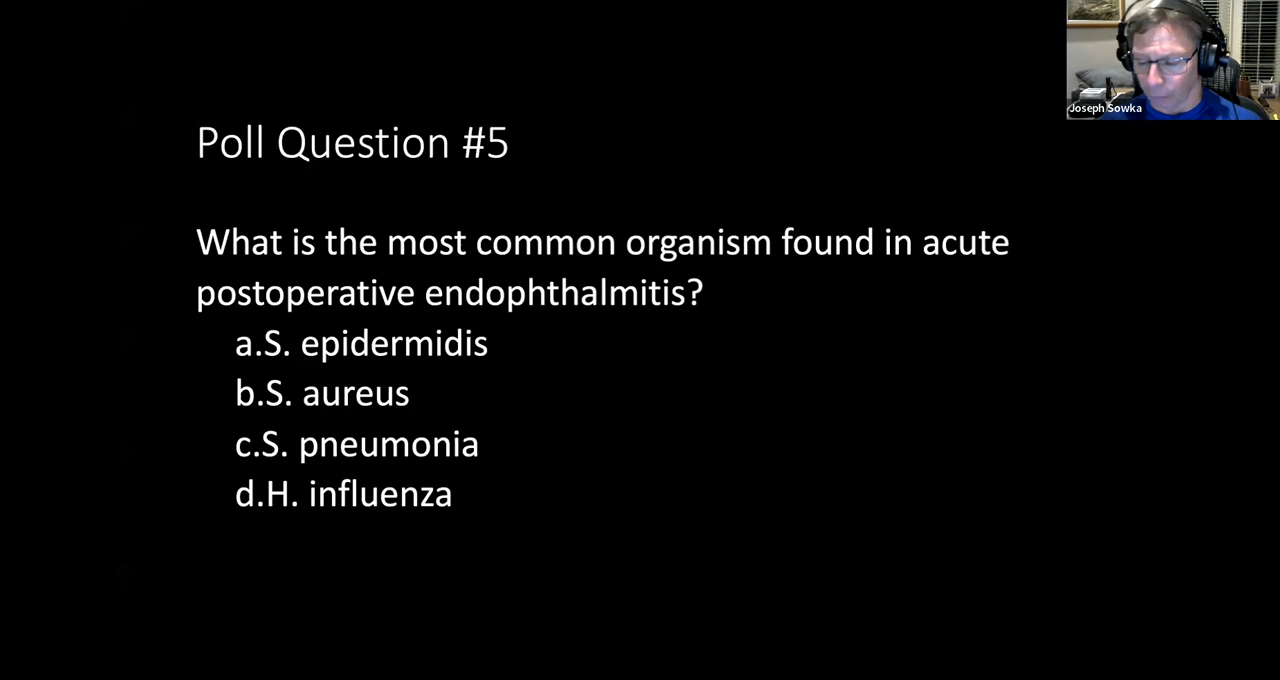 Joseph Sowka
Poll Question #5
What is the most common organism found in acute
postoperative endophthalmitis?
a.S. epidermidis
b.S. aureus
c.S. pneumonia
d.H. influenza